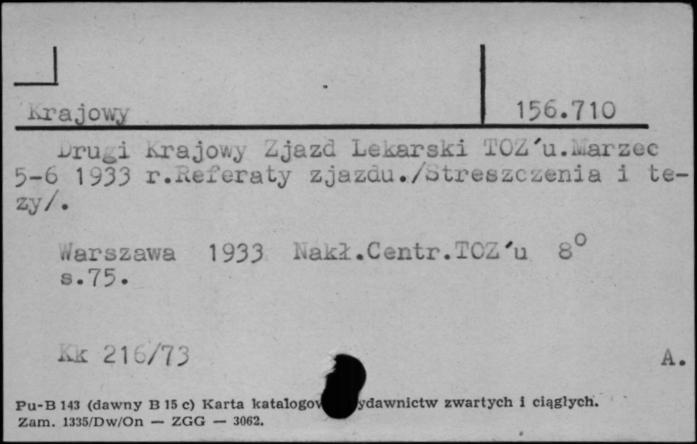 Krajowy 156.710
Drugi Krajowy Zjazd Lekarski TOZ'u.Marzec
5-6 1933 r.Referaty zjazdu./Streszczenia i te-
zy/.
Warszawa 1933 Nakł.Centr.TOZ'u 8°
s.75.
Kk 216/73 A.
Pu-B 143 (dawny B 15 c) Karta zwartych i ciągłych.
Zam. 1335/Dw/On — ZGG — 3062.